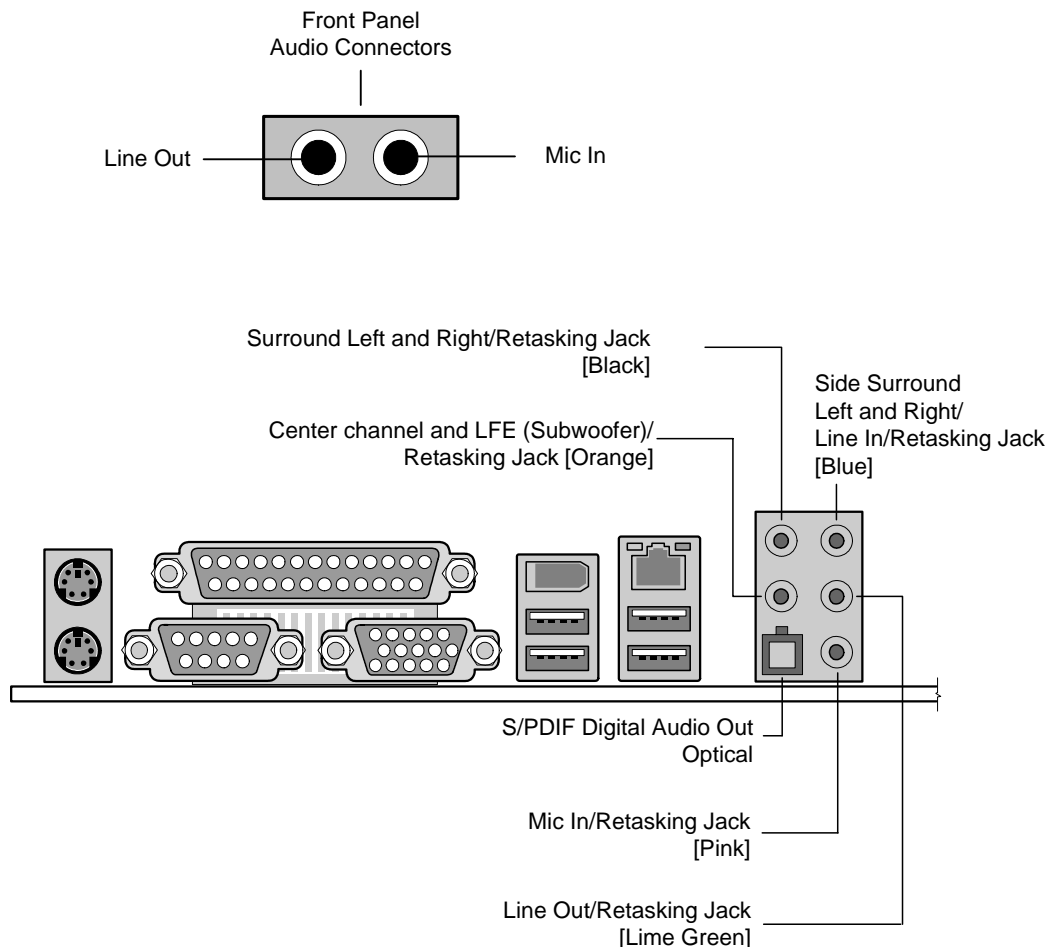 Front Panel
Audio Connectors
Line Out
Mic In
Surround Left and Right/Retasking Jack
[Black]
Side Surround
Left and Right/
Line In/Retasking Jack
[Blue]
Center channel and LFE (Subwoofer)/
Retasking Jack [Orange]
S/PDIF Digital Audio Out
Optical
Mic In/Retasking Jack
[Pink]
Line Out/Retasking Jack
[Lime Green]